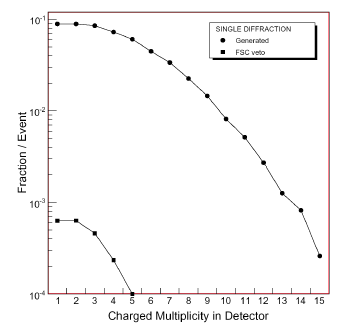 SINGLE DIFFRACTION
Generated
FSC veto
Fraction / Event
10⁻¹
10⁻²
10⁻³
10⁻⁴
1 2 3 4 5 6 7 8 9 10 11 12 13 14 15
Charged Multiplicity in Detector